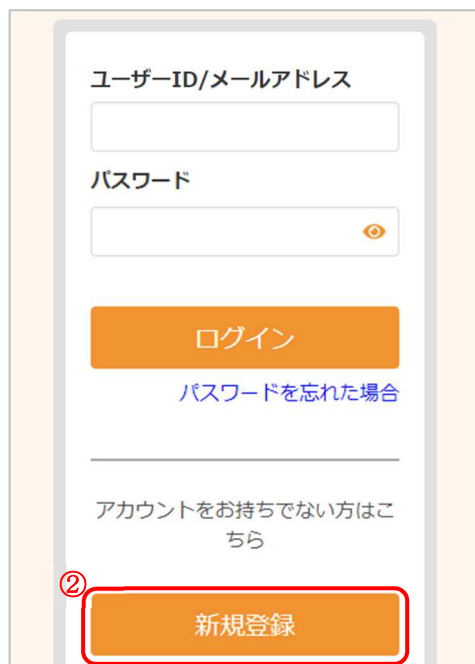 ユーザーID/メールアドレス
パスワード
ログイン
パスワードを忘れた場合
アカウントをお持ちでない方はこ
ちら
②
新規登録